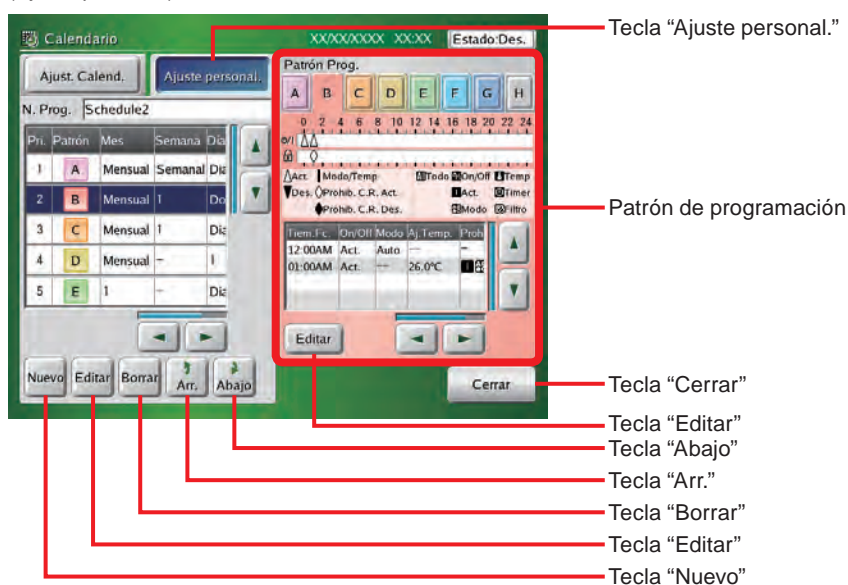 Calendario
XX/XX/XXXX XX:XX
Estado:Des.
Ajust. Calend.
Ajuste personal.
N. Prog. Schedule2
Pri. Patrón Mes Semana Día
1 A Mensual Semanal Día
2 B Mensual 1 Do
3 C Mensual 1 Día
4 D Mensual - 1
5 E 1 - Día
Nuevo
Editar
Borrar
Arr.
Abajo
Patrón Prog.
A B C D E F G H
0 2 4 6 8 10 12 14 16 18 20 22 24
Act. Modo/Temp Todo On/Off Temp
Des. Prohib. C.R. Act. Act. Timer
Prohib. C.R. Des. Modo Filtro
Tiem.Fc. On/Off Modo Aj.Temp. Proh
12:00AM Act. Auto -- -
01:00AM Act. -- 26.0°C
Editar
Cerrar
Tecla “Ajuste personal.”
Patrón de programación
Tecla “Cerrar”
Tecla “Editar”
Tecla “Abajo”
Tecla “Arr.”
Tecla “Borrar”
Tecla “Editar”
Tecla “Nuevo”